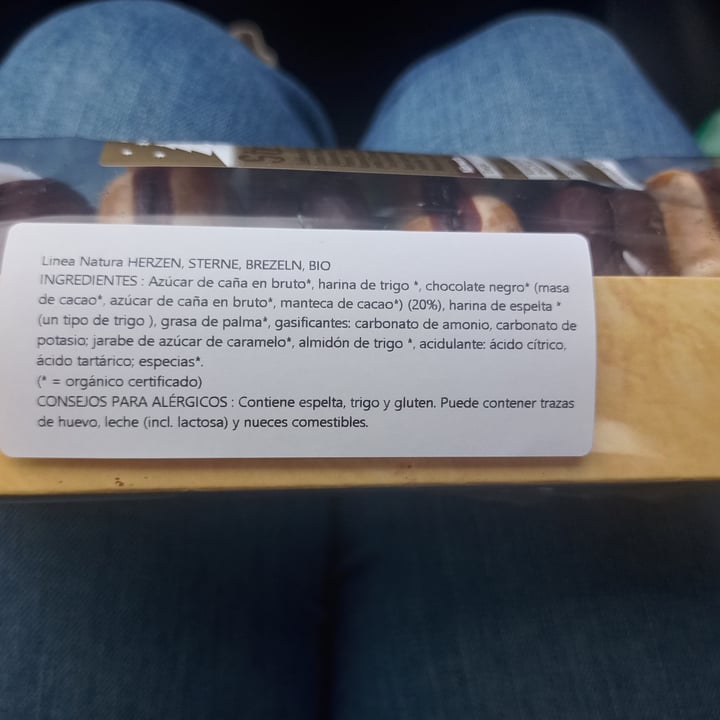 Linea Natura HERZEN, STERNE, BREZELN, BIO
INGREDIENTES : Azúcar de caña en bruto*, harina de trigo *, chocolate negro* (masa
de cacao*, azúcar de caña en bruto*, manteca de cacao*) (20%), harina de espelta *
(un tipo de trigo ), grasa de palma*, gasificantes: carbonato de amonio, carbonato de
potasio; jarabe de azúcar de caramelo*, almidón de trigo *, acidulante: ácido cítrico,
ácido tartárico; especias*.
(* = orgánico certificado)
CONSEJOS PARA ALÉRGICOS : Contiene espelta, trigo y gluten. Puede contener trazas
de huevo, leche (incl. lactosa) y nueces comestibles.